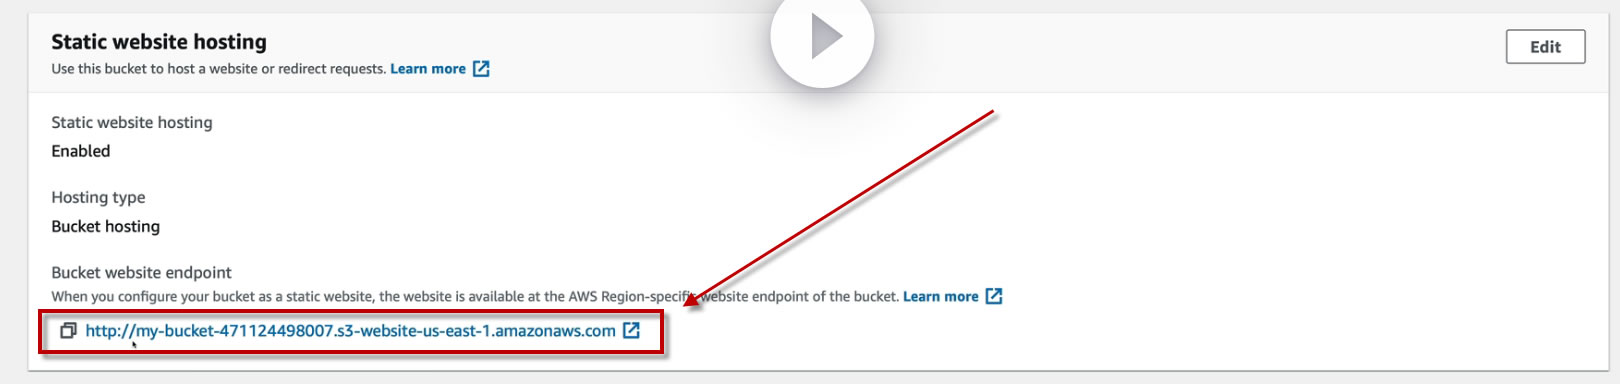 Static website hosting
Edit
Use this bucket to host a website or redirect requests. Learn more
Static website hosting
Enabled
Hosting type
Bucket hosting
Bucket website endpoint
When you configure your bucket as a static website, the website is available at the AWS Region-specific website endpoint of the bucket. Learn more
http://my-bucket-471124498007.s3-website-us-east-1.amazonaws.com